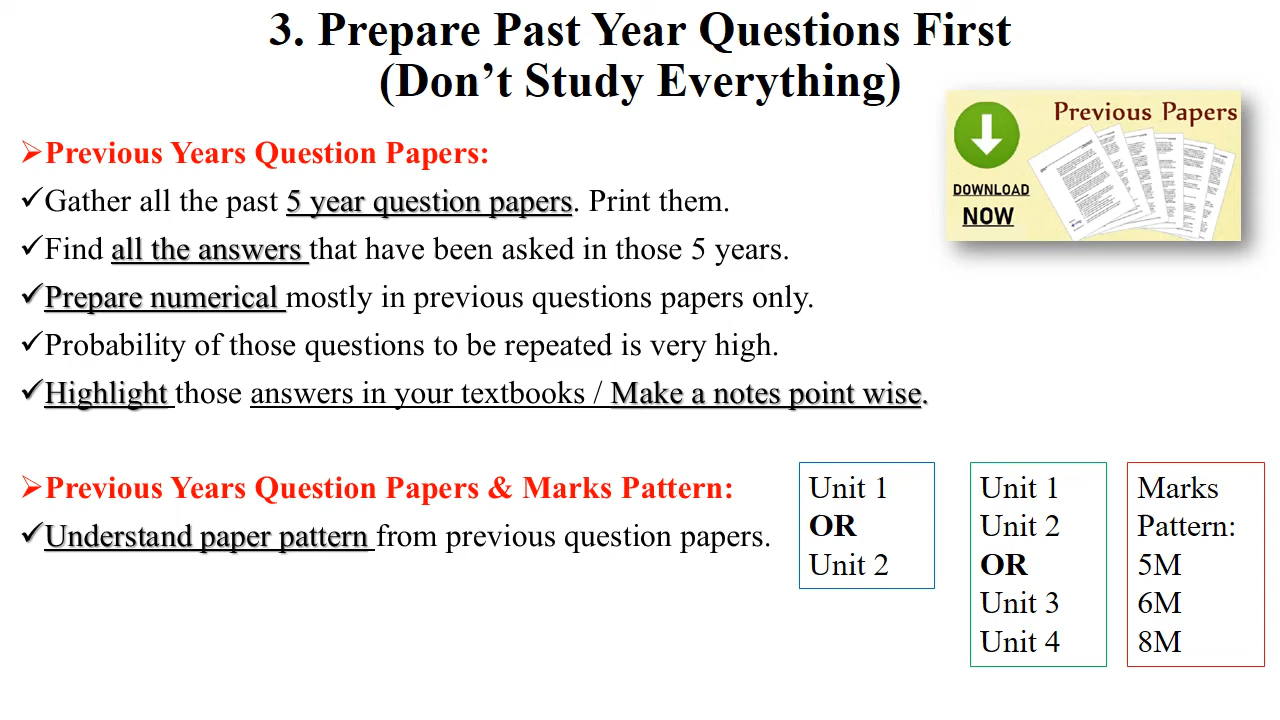 3. Prepare Past Year Questions First
(Don’t Study Everything)
Previous Papers
DOWNLOAD
NOW
➢Previous Years Question Papers:
✓Gather all the past 5 year question papers. Print them.
✓Find all the answers that have been asked in those 5 years.
✓Prepare numerical mostly in previous questions papers only.
✓Probability of those questions to be repeated is very high.
✓Highlight those answers in your textbooks / Make a notes point wise.
➢Previous Years Question Papers & Marks Pattern:
✓Understand paper pattern from previous question papers.
Unit 1
OR
Unit 2
Unit 1
Unit 2
OR
Unit 3
Unit 4
Marks
Pattern:
5M
6M
8M